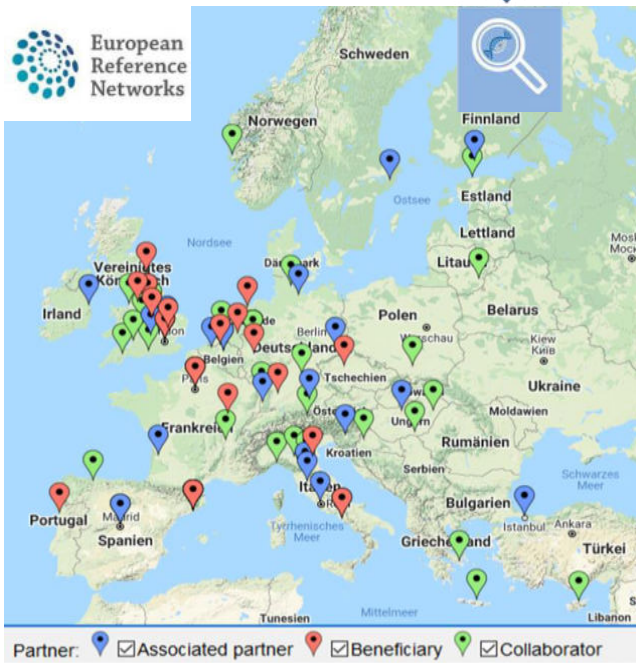 European
Reference
Networks
Schweden
Norwegen
Finnland
Ostsee
Estland
Nordsee
Lettland
Litau
Vereinigtes
Irland
Belarus
Polen
Berlin
Belgien
Deutschland
Kiew
Київ
Paris
Tschechien
Ukraine
Moldawien
Österreich
Ungarn
Frankreich
Rumänien
Kroatien
Serbien
Schwarzes
Meer
Italien
Bulgarien
Portugal
Madrid
Istanbul
Ankara
Spanien
Tyrrhenisches
Meer
Griechenland
Türkei
Mittelmeer
Tunesien
Libanon
Partner: Associated partner Beneficiary Collaborator